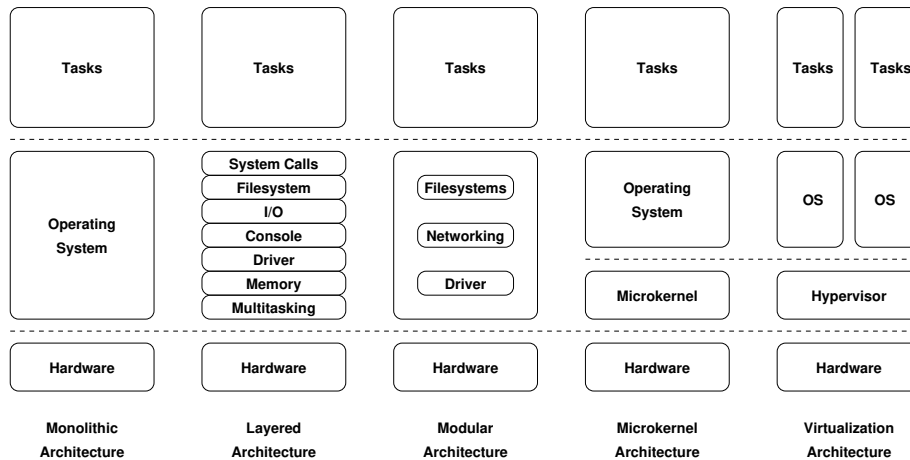 Tasks
Tasks
Tasks
Tasks
Tasks
Tasks
Operating
System
System Calls
Filesystem
I/O
Console
Driver
Memory
Multitasking
Filesystems
Networking
Driver
Operating
System
Microkernel
OS
OS
Hypervisor
Hardware
Hardware
Hardware
Hardware
Hardware
Monolithic
Architecture
Layered
Architecture
Modular
Architecture
Microkernel
Architecture
Virtualization
Architecture